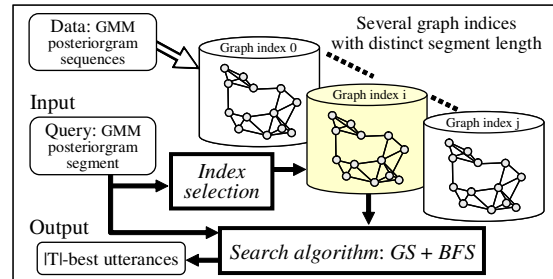 Data: GMM
posteriorgram
sequences
Graph index 0
Several graph indices
with distinct segment length
Input
Graph index i
Query: GMM
posteriorgram
segment
Graph index j
Index
selection
Output
|T|-best utterances
Search algorithm: GS + BFS